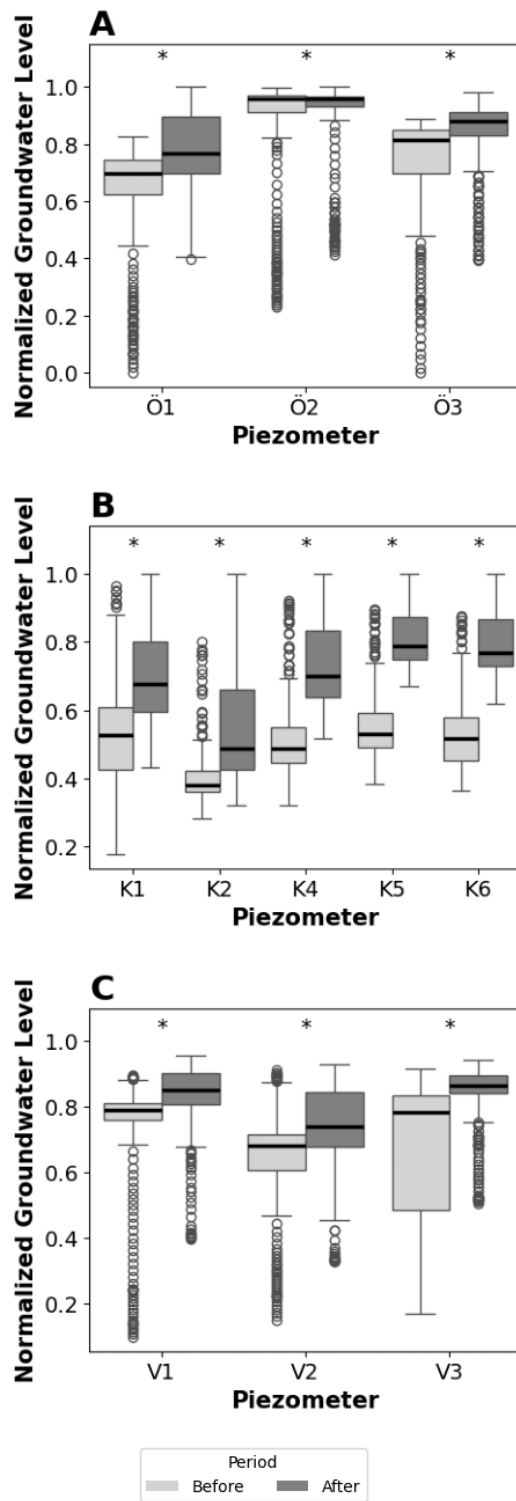 A
* * *
Normalized Groundwater Level
1.0
0.8
0.6
0.4
0.2
0.0
Ö1 Ö2 Ö3
Piezometer
B
* * * * *
Normalized Groundwater Level
1.0
0.8
0.6
0.4
0.2
K1 K2 K4 K5 K6
Piezometer
C
* * *
Normalized Groundwater Level
1.0
0.8
0.6
0.4
0.2
V1 V2 V3
Piezometer
Period
Before After